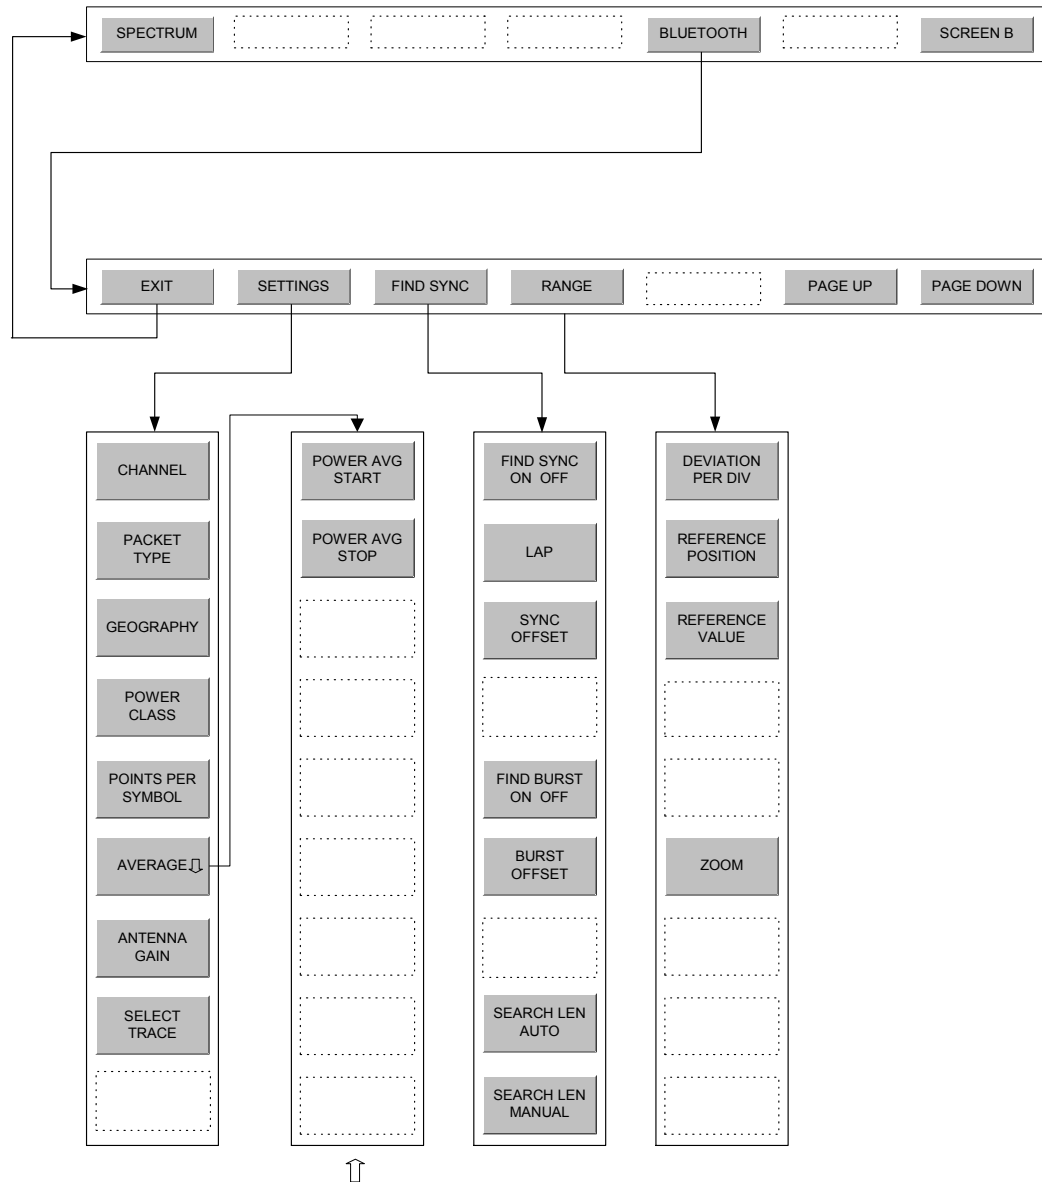 SPECTRUM
BLUETOOTH
SCREEN B
EXIT
SETTINGS
FIND SYNC
RANGE
PAGE UP
PAGE DOWN
CHANNEL
PACKET
TYPE
GEOGRAPHY
POWER
CLASS
POINTS PER
SYMBOL
AVERAGE
ANTENNA
GAIN
SELECT
TRACE
POWER AVG
START
POWER AVG
STOP
FIND SYNC
ON OFF
LAP
SYNC
OFFSET
FIND BURST
ON OFF
BURST
OFFSET
SEARCH LEN
AUTO
SEARCH LEN
MANUAL
DEVIATION
PER DIV
REFERENCE
POSITION
REFERENCE
VALUE
ZOOM